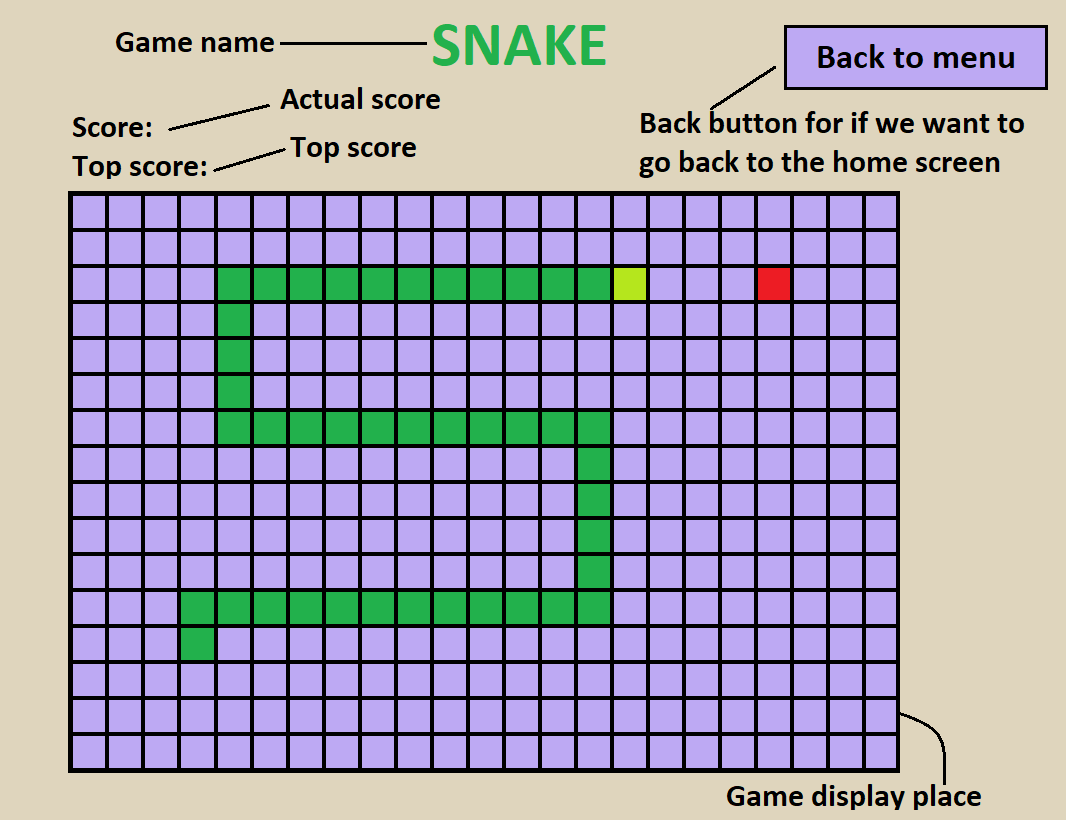 Game name
SNAKE
Back to menu
Actual score
Score:
Top score
Top score:
Back button for if we want to
go back to the home screen
Game display place